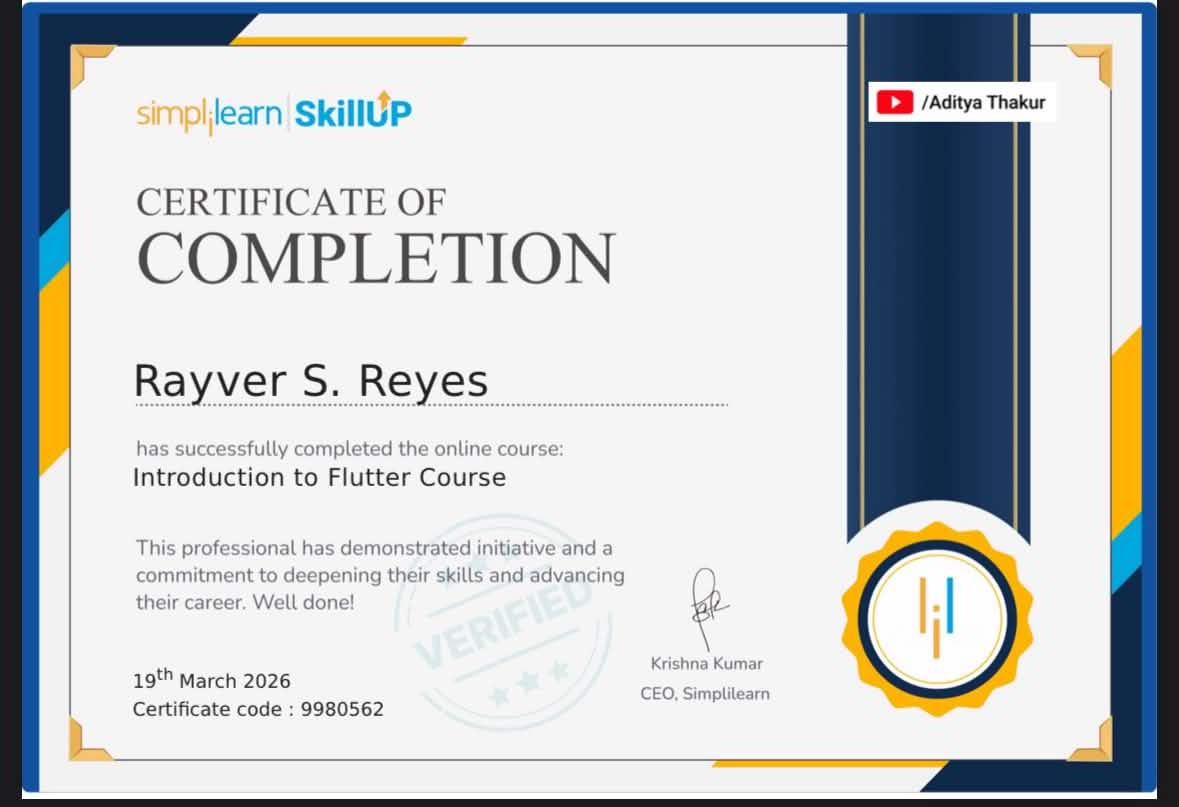 simplilearn | SkillUP
/Aditya Thakur
CERTIFICATE OF
COMPLETION
Rayver S. Reyes
has successfully completed the online course:
Introduction to Flutter Course
This professional has demonstrated initiative and a
commitment to deepening their skills and advancing
their career. Well done!
VERIFIED
19th March 2026
Certificate code : 9980562
Krishna Kumar
CEO, Simplilearn